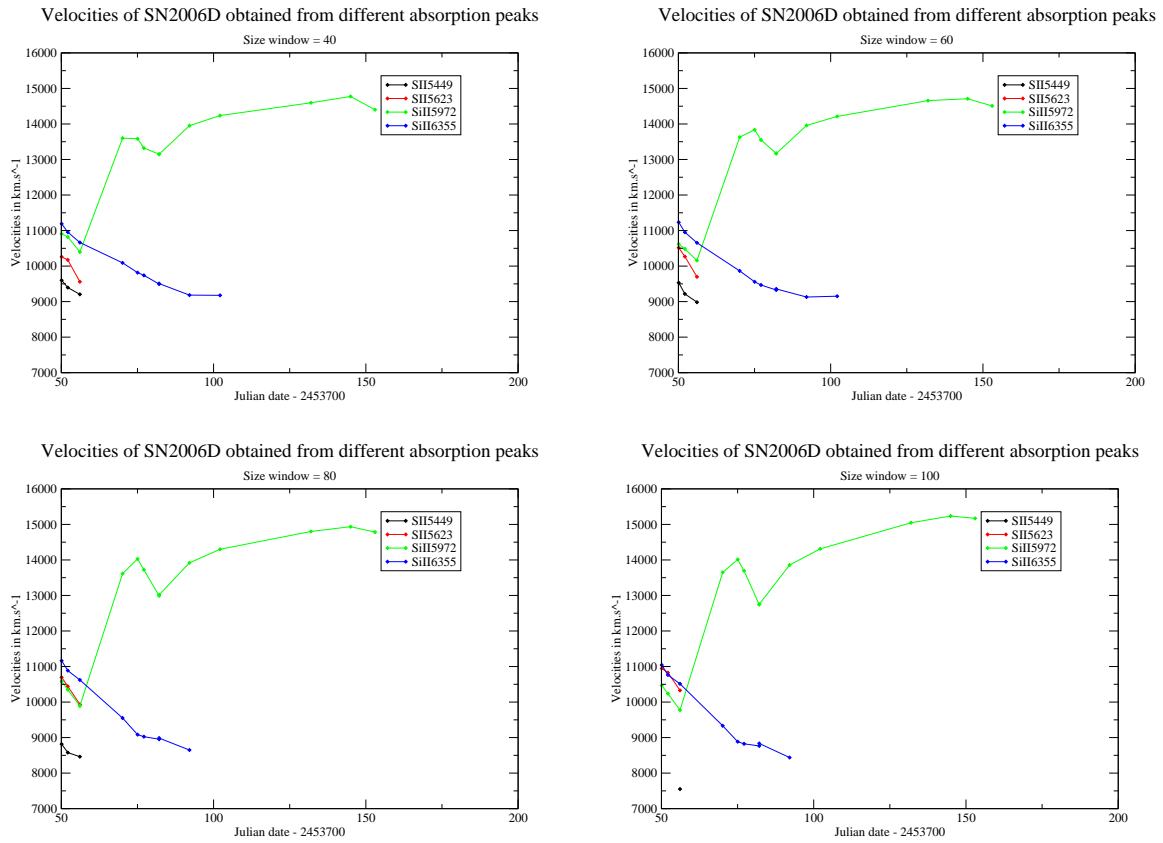 Velocities of SN2006D obtained from different absorption peaks
Size window = 40
16000
15000
14000
13000
12000
11000
10000
9000
8000
7000
Velocities in km.s^-1
50
100
150
200
Julian date - 2453700
SII5449
SII5623
SiII5972
SiII6355
Velocities of SN2006D obtained from different absorption peaks
Size window = 60
16000
15000
14000
13000
12000
11000
10000
9000
8000
7000
Velocities in km.s^-1
50
100
150
200
Julian date - 2453700
SII5449
SII5623
SiII5972
SiII6355
Velocities of SN2006D obtained from different absorption peaks
Size window = 80
16000
15000
14000
13000
12000
11000
10000
9000
8000
7000
Velocities in km.s^-1
50
100
150
200
Julian date - 2453700
SII5449
SII5623
SiII5972
SiII6355
Velocities of SN2006D obtained from different absorption peaks
Size window = 100
16000
15000
14000
13000
12000
11000
10000
9000
8000
7000
Velocities in km.s^-1
50
100
150
200
Julian date - 2453700
SII5449
SII5623
SiII5972
SiII6355